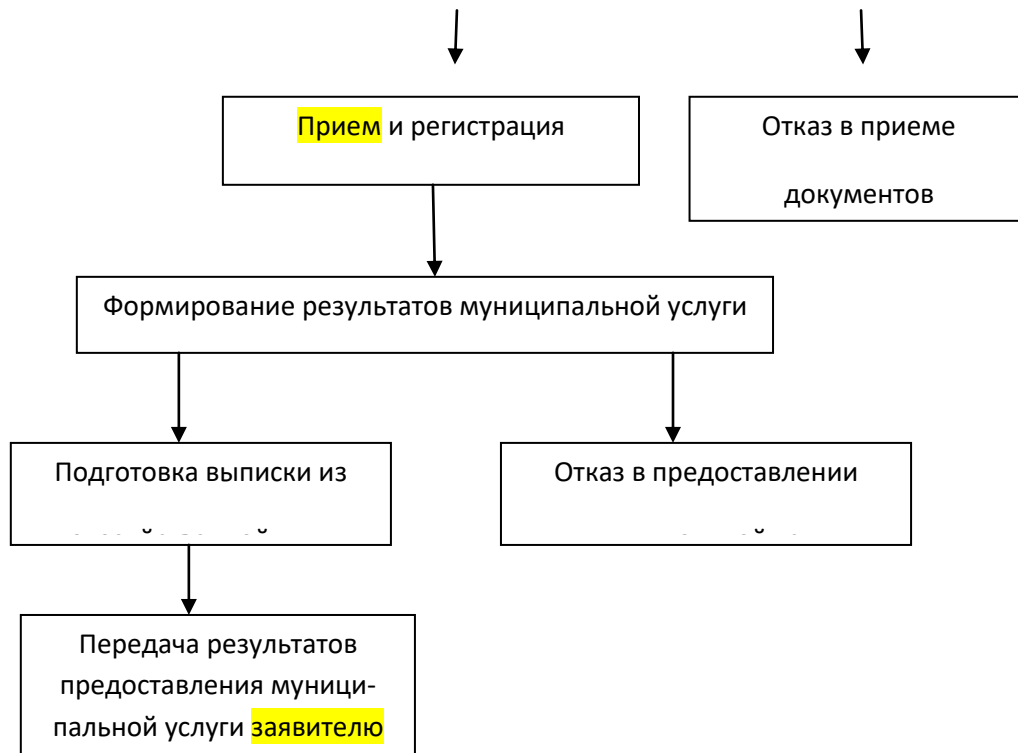 Прием и регистрация
Отказ в приеме
документов
Формирование результатов муниципальной услуги
Подготовка выписки из
Отказ в предоставлении
Передача результатов
предоставления муници-
пальной услуги заявителю